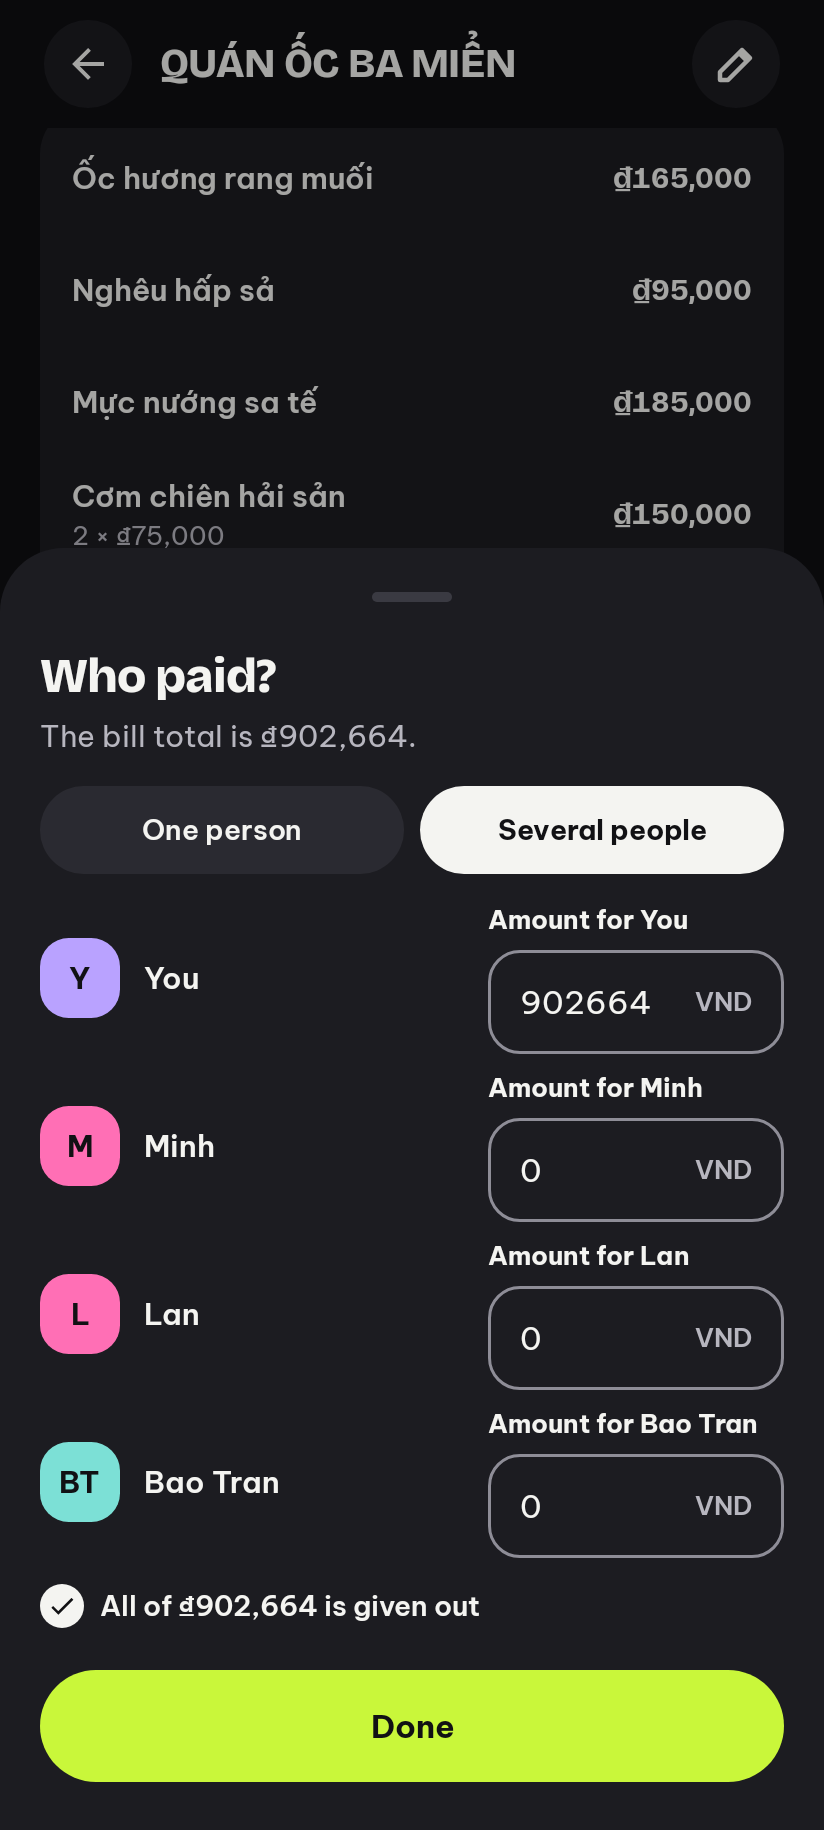 QUÁN ỐC BA MIỀN
Ốc hương rang muối ₫165,000
Nghêu hấp sả ₫95,000
Mực nướng sa tế ₫185,000
Cơm chiên hải sản ₫150,000
2 × ₫75,000
Who paid?
The bill total is ₫902,664.
One person Several people
Amount for You
Y You 902664 VND
Amount for Minh
M Minh 0 VND
Amount for Lan
L Lan 0 VND
Amount for Bao Tran
BT Bao Tran 0 VND
All of ₫902,664 is given out
Done